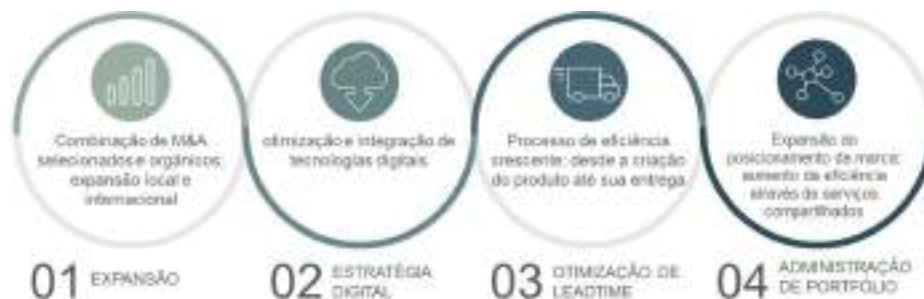 Combinação de M&A
selecionados e orgânicos;
expansão local e
internacional
otimização e integração de
tecnologias digitais
Processo de eficiência
crescente: desde a criação
do produto até sua entrega
Expansão do
posicionamento de marca;
aumento da eficiência
através de serviços
compartilhados
01 EXPANSÃO
02 ESTRATÉGIA
DIGITAL
03 OTIMIZAÇÃO DE
LEADTIME
04 ADMINISTRAÇÃO
DE PORTFÓLIO